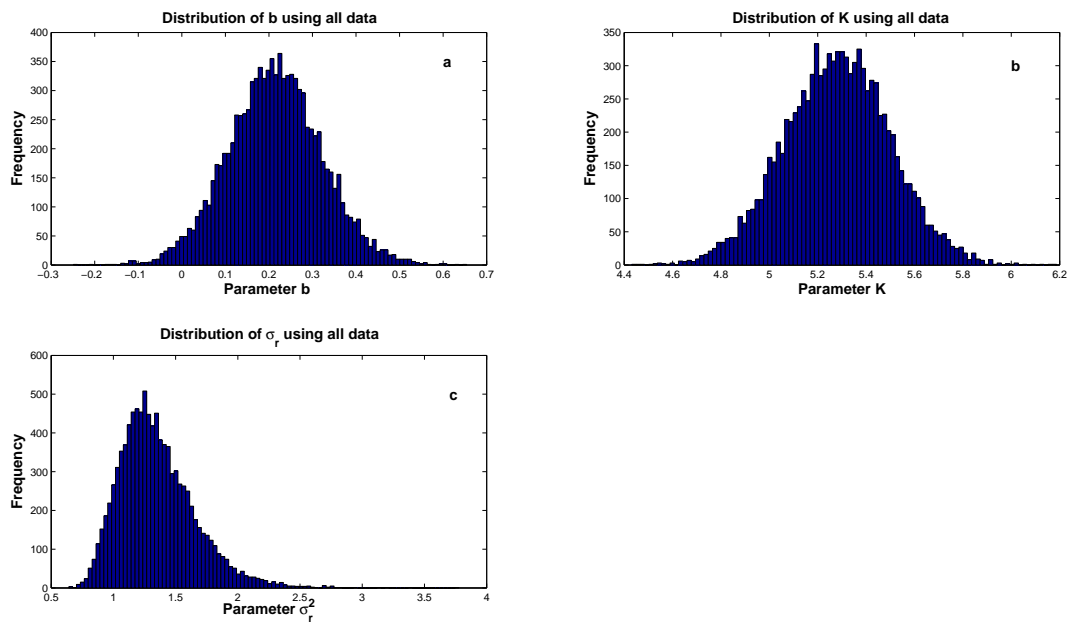 Distribution of b using all data
a
400
350
300
250
200
150
100
50
0
Frequency
−0.3 −0.2 −0.1 0 0.1 0.2 0.3 0.4 0.5 0.6 0.7
Parameter b
Distribution of K using all data
b
350
300
250
200
150
100
50
0
Frequency
4.4 4.6 4.8 5 5.2 5.4 5.6 5.8 6 6.2
Parameter K
Distribution of σ_r using all data
c
600
500
400
300
200
100
0
Frequency
0.5 1 1.5 2 2.5 3 3.5 4
Parameter σ_r^2